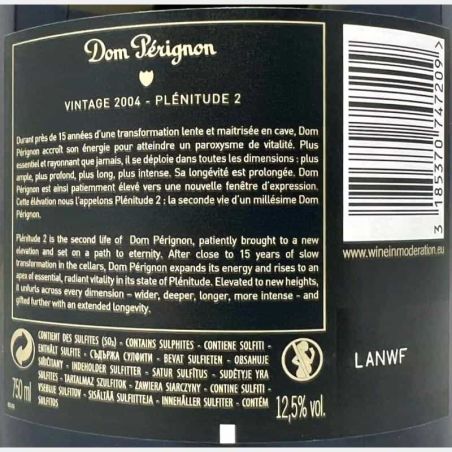 Dom Pérignon
VINTAGE 2004 - PLÉNITUDE 2
Durant près de 15 années d'une transformation lente et maitrisée en cave, Dom
Pérignon accroît son énergie pour atteindre un paroxysme de vitalité. Plus
essentiel et rayonnant que jamais, il se déploie dans toutes les dimensions : plus
ample, plus profond, plus long, plus intense. Sa longévité est prolongée. Dom
Pérignon est ainsi patiemment élevé vers une nouvelle fenêtre d'expression.
Cette élévation nous l'appelons Plénitude 2 : la seconde vie d'un millésime Dom
Pérignon.
Plénitude 2 is the second life of Dom Pérignon, patiently brought to a new
elevation and set on a path to eternity. After close to 15 years of slow
transformation in the cellars, Dom Pérignon expands its energy and rises to an
apex of essential, radiant vitality in its state of Plénitude. Elevated to new heights,
it unfurls across every dimension – wider, deeper, longer, more intense - and
gifted further with an extended longevity.
CONTIENT DES SULFITES (SO₂) - CONTAINS SULPHITES - CONTIENE SOLFITI -
ENTHÄLT SULFITE - СЪДЪРЖА СУЛФИТИ - BEVAT SULFIETEN - OBSAHUJE
SIŘIČITANY - INDEHOLDER SULFITTER - SATUR SULFĪTUS - SUDĖTYJE YRA
SULFITES - TARTALMAZ SZULFITOK - ZAWIERA SIARCZYNY - CONTINE SULFITI -
VSEBUJE SULFITOV - SISÄLTÄÄ SULFIITTEJA - INNEHÅLLER SULFITER - CONTÉM
SULFITOS
750 ml
12,5% vol.
3 185370 747209 >
www.wineinmoderation.eu
LANWF